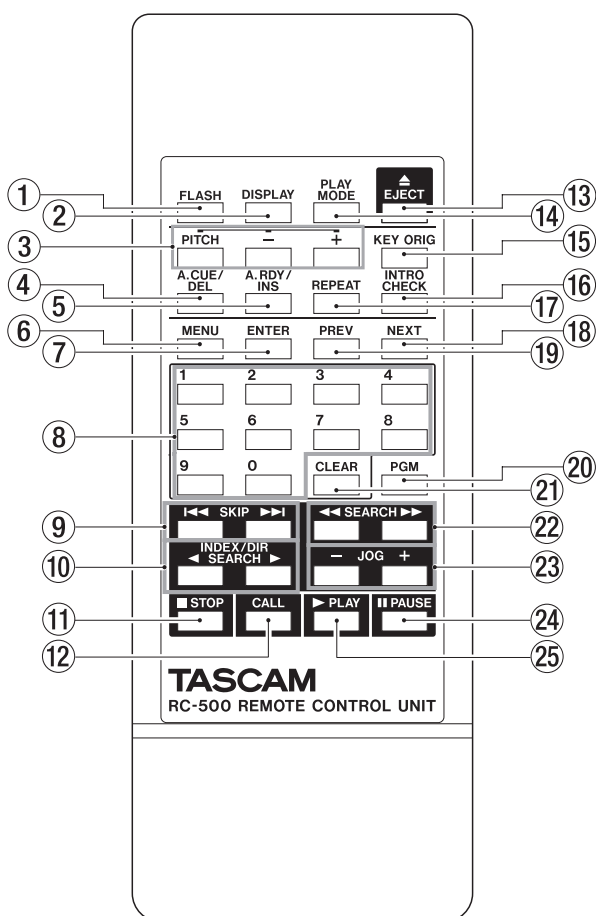 FLASH DISPLAY PLAY MODE ⏏ EJECT
① ② ⑬ ⑭
PITCH − + KEY ORIG
③ ⑮
A.CUE/DEL A.RDY/INS REPEAT INTRO CHECK
④ ⑤ ⑯ ⑰
MENU ENTER PREV NEXT
⑥ ⑦ ⑱ ⑲
1 2 3 4
5 6 7 8
⑧
9 0 CLEAR PGM
⑳ ㉑
I◀◀ SKIP ▶▶I ◀◀ SEARCH ▶▶
⑨ ㉒
INDEX/DIR
◀ SEARCH ▶ − JOG +
⑩ ㉓
■ STOP CALL ▶ PLAY II PAUSE
⑪ ⑫ ㉔ ㉕
TASCAM
RC-500 REMOTE CONTROL UNIT